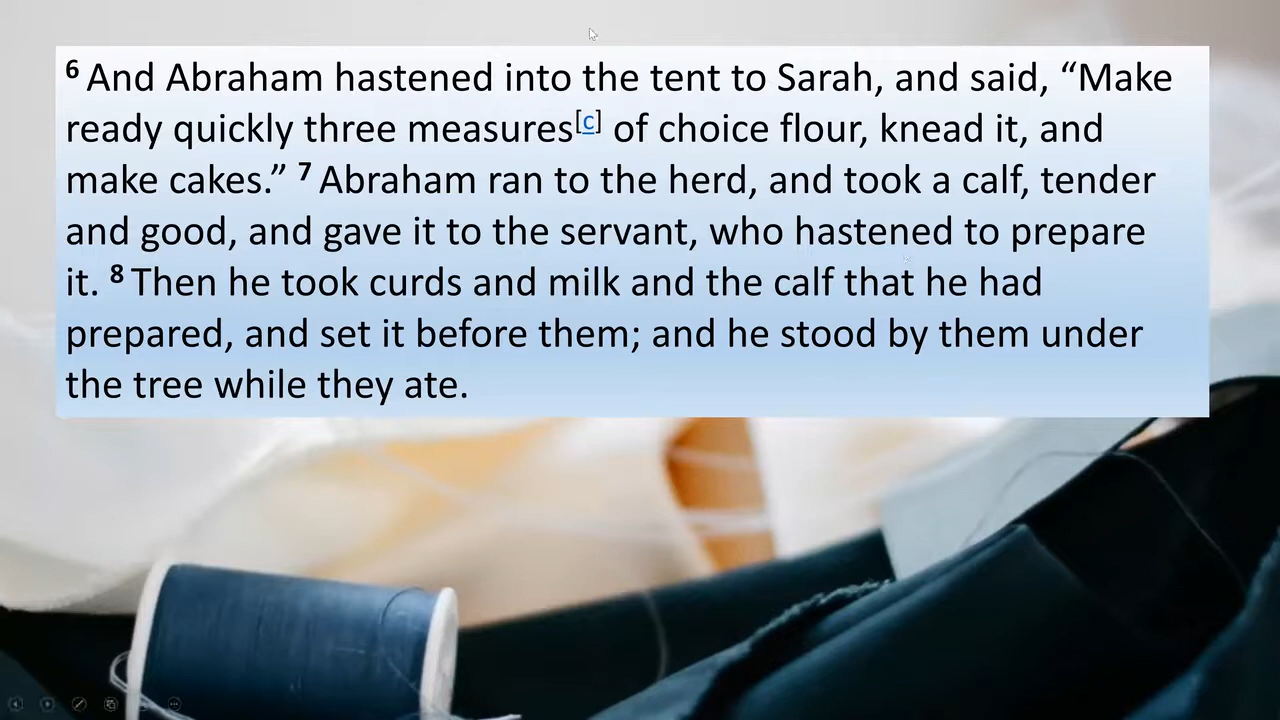 6 And Abraham hastened into the tent to Sarah, and said, “Make
ready quickly three measures[c] of choice flour, knead it, and
make cakes.” 7 Abraham ran to the herd, and took a calf, tender
and good, and gave it to the servant, who hastened to prepare
it. 8 Then he took curds and milk and the calf that he had
prepared, and set it before them; and he stood by them under
the tree while they ate.